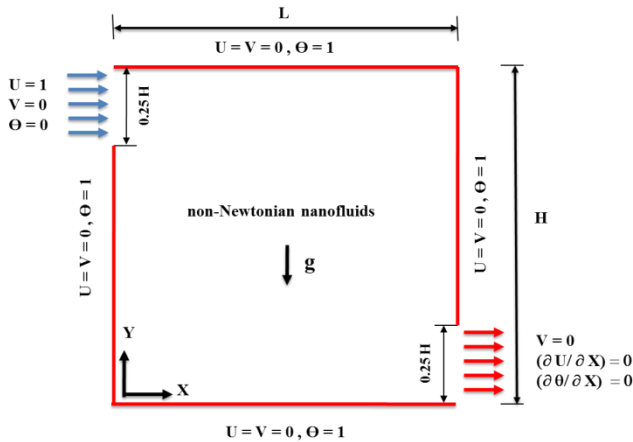 L
U = V = 0 , Ө = 1
U = 1
V = 0
Ө = 0
0.25 H
U = V = 0 , Ө = 1
non-Newtonian nanofluids
g
U = V = 0 , Ө = 1
H
Y
X
0.25 H
V = 0
(∂ U/ ∂ X) = 0
(∂ θ/ ∂ X) = 0
U = V = 0 , Ө = 1